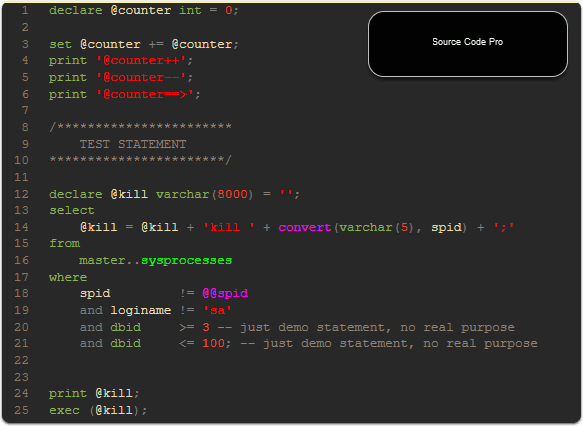 Source Code Pro
1 declare @counter int = 0;
2
3 set @counter += @counter;
4 print '@counter++';
5 print '@counter--';
6 print '@counter==>';
7
8 /***********************
9     TEST STATEMENT
10 ***********************/
11
12 declare @kill varchar(8000) = '';
13 select
14     @kill = @kill + 'kill ' + convert(varchar(5), spid) + ';'
15 from
16     master..sysprocesses
17 where
18     spid         != @@spid
19     and loginame != 'sa'
20     and dbid     >= 3 -- just demo statement, no real purpose
21     and dbid     <= 100; -- just demo statement, no real purpose
22
23
24 print @kill;
25 exec (@kill);